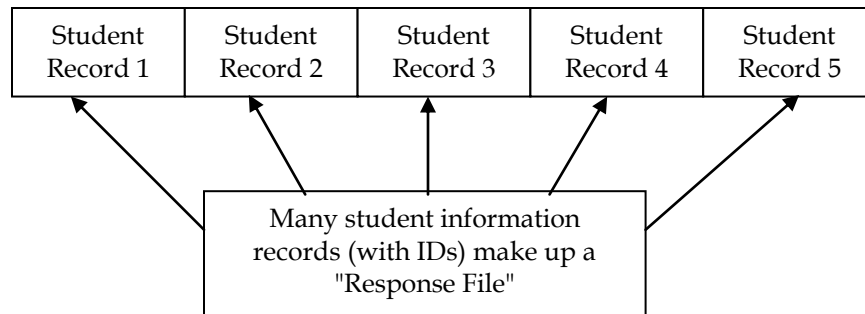 Student
Record 1
Student
Record 2
Student
Record 3
Student
Record 4
Student
Record 5
Many student information
records (with IDs) make up a
"Response File"